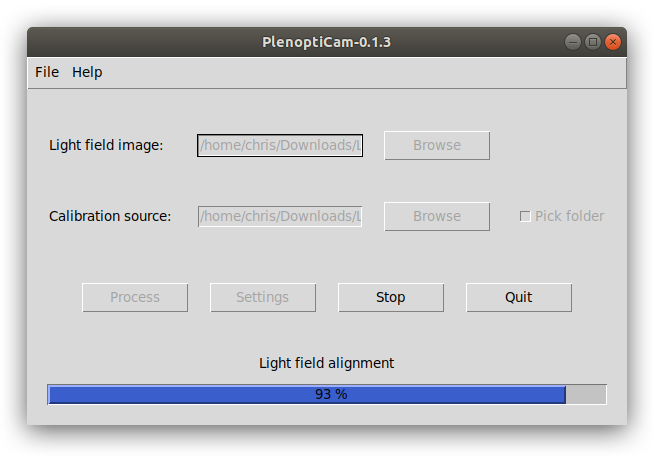 PlenoptiCam-0.1.3
File Help
Light field image: /home/chris/Downloads/L Browse
Calibration source: /home/chris/Downloads/L Browse Pick folder
Process Settings Stop Quit
Light field alignment
93 %